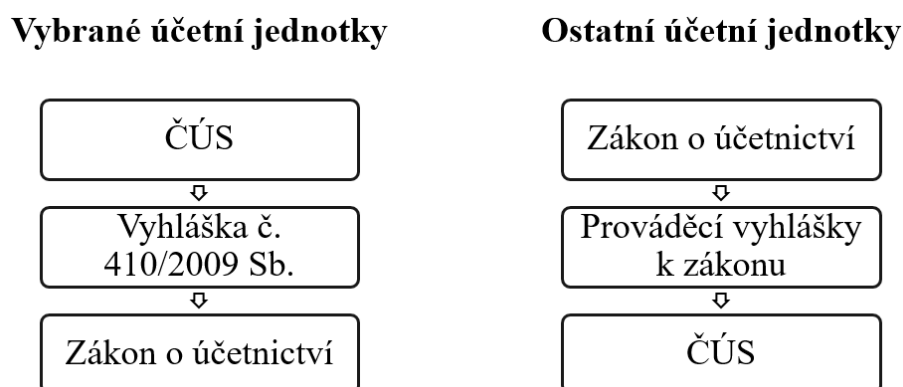 Vybrané účetní jednotky
ČÚS
Vyhláška č.
410/2009 Sb.
Zákon o účetnictví
Ostatní účetní jednotky
Zákon o účetnictví
Prováděcí vyhlášky
k zákonu
ČÚS